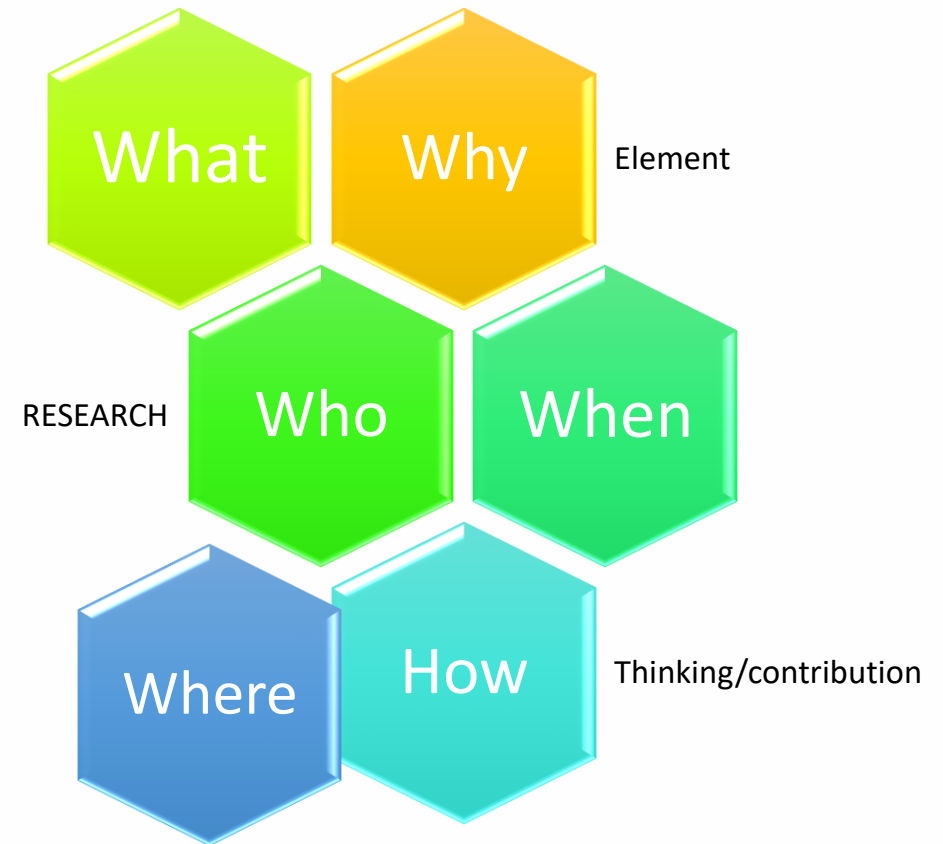 What
Why
Element
RESEARCH
Who
When
Where
How
Thinking/contribution